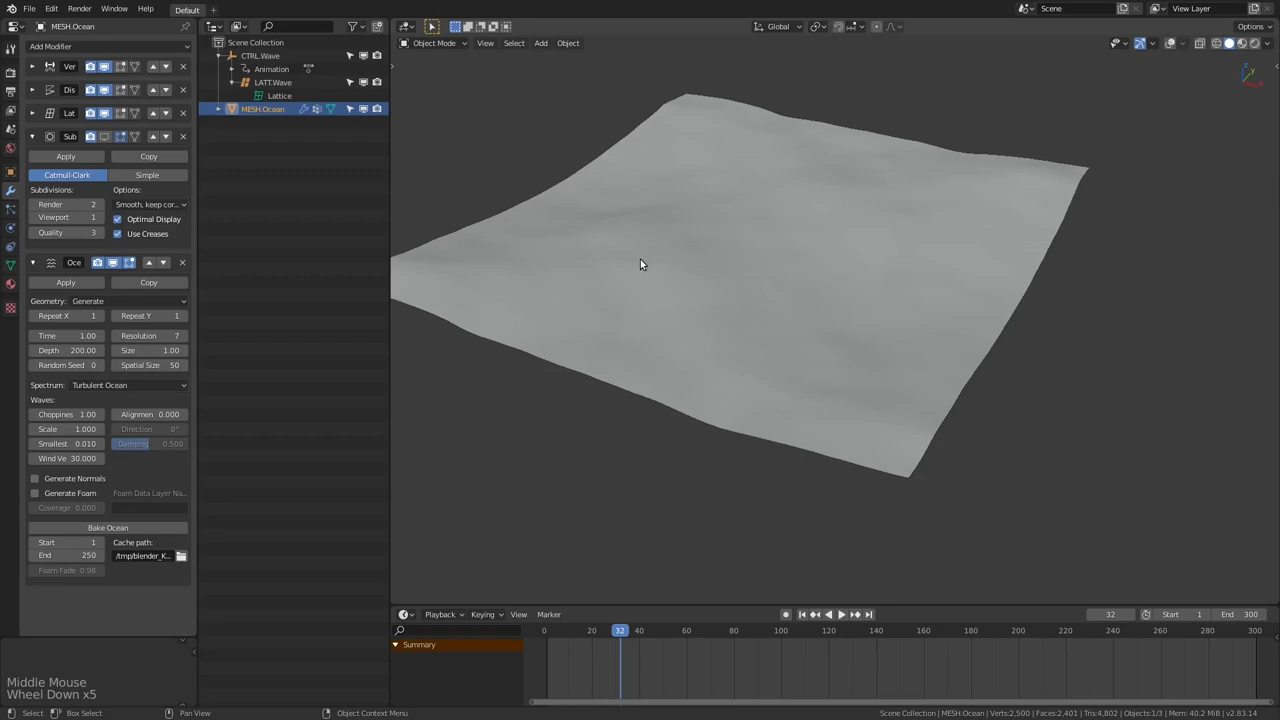 File Edit Render Window Help Default Scene View Layer
MESH.Ocean
Add Modifier
Ver
Dis
Lat
Sub
Apply Copy
Catmull-Clark Simple
Subdivisions: Options:
Render 2 Smooth, keep cor...
Viewport 1 Optimal Display
Quality 3 Use Creases
Oce
Apply Copy
Geometry: Generate
Repeat X 1 Repeat Y 1
Time 1.00 Resolution 7
Depth 200.00 Size 1.00
Random Seed 0 Spatial Size 50
Spectrum: Turbulent Ocean
Waves:
Choppines 1.00 Alignmen 0.000
Scale 1.000 Direction 0°
Smallest 0.010 Damping 0.500
Wind Ve 30.000
Generate Normals
Generate Foam Foam Data Layer Na...
Coverage 0.000
Bake Ocean
Start 1 Cache path:
End 250 /tmp/blender_K...
Foam Fade 0.98
Scene Collection
CTRL.Wave
Animation
LATT.Wave
Lattice
MESH.Ocean
Global Options
Object Mode View Select Add Object
Z
Y
X
Playback Keying View Marker 32 Start 1 End 300
0 20 32 40 60 80 100 120 140 160 180 200 220 240 260 280 300
Summary
Middle Mouse
Wheel Down x5
Select Box Select Pan View Object Context Menu Scene Collection | MESH.Ocean | Verts:2,500 | Faces:2,401 | Tris:4,802 | Objects:1/3 | Mem: 40.2 MiB | v2.83.14